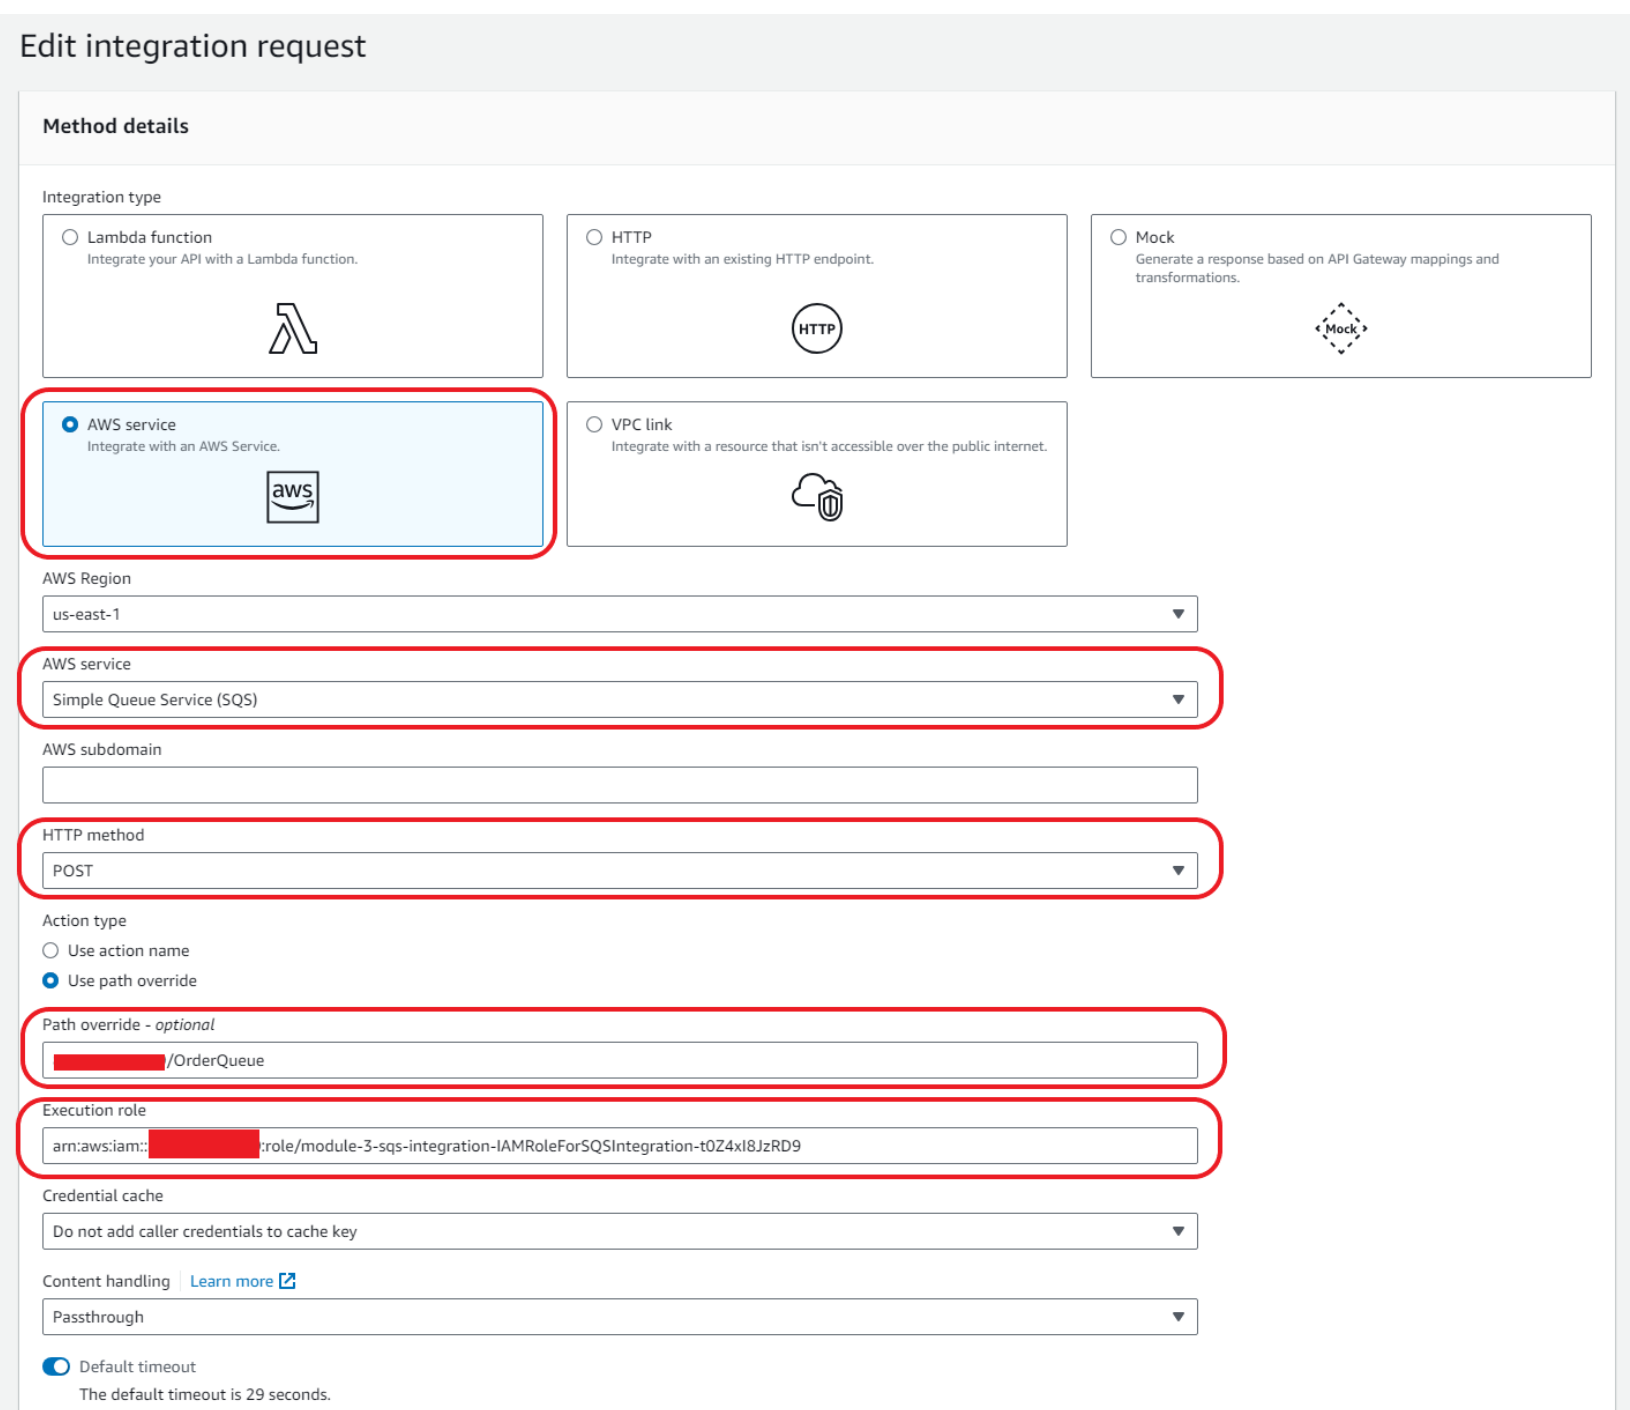 Edit integration request
Method details
Integration type
Lambda function
Integrate your API with a Lambda function.
HTTP
Integrate with an existing HTTP endpoint.
HTTP
Mock
Generate a response based on API Gateway mappings and
transformations.
Mock
AWS service
Integrate with an AWS Service.
aws
VPC link
Integrate with a resource that isn't accessible over the public internet.
AWS Region
us-east-1
AWS service
Simple Queue Service (SQS)
AWS subdomain
HTTP method
POST
Action type
Use action name
Use path override
Path override - optional
/OrderQueue
Execution role
arn:aws:iam:: :role/module-3-sqs-integration-IAMRoleForSQSIntegration-t0Z4xI8JzRD9
Credential cache
Do not add caller credentials to cache key
Content handling Learn more
Passthrough
Default timeout
The default timeout is 29 seconds.